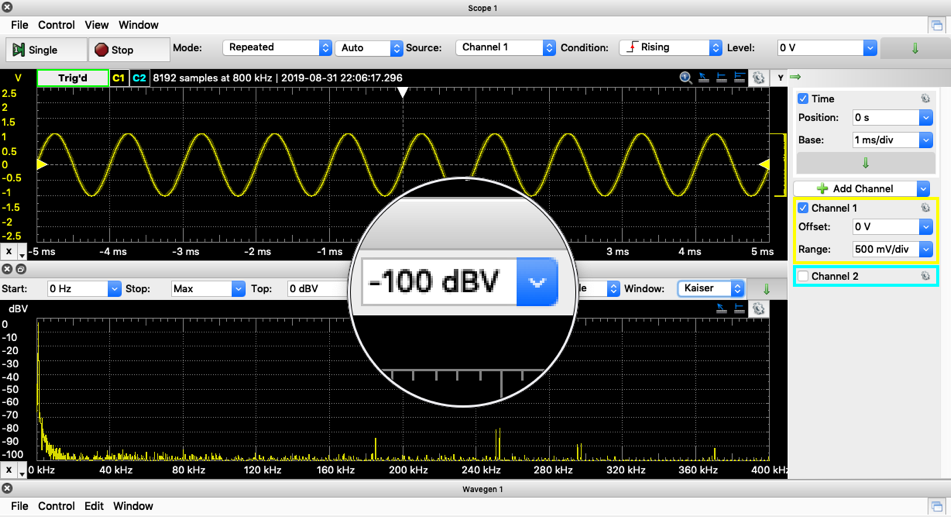 Scope 1
File Control View Window
Single Stop Mode: Repeated Auto Source: Channel 1 Condition: Rising Level: 0 V
V Trig'd C1 C2 8192 samples at 800 kHz | 2019-08-31 22:06:17.296 Y
2.5
2
1.5
1
0.5
0
-0.5
-1
-1.5
-2
-2.5
X -5 ms -4 ms -3 ms -2 ms -1 ms 3 ms 4 ms 5 ms
Time
Position: 0 s
Base: 1 ms/div
Add Channel
Channel 1
Offset: 0 V
Range: 500 mV/div
Channel 2
Start: 0 Hz Stop: Max Top: 0 dBV -100 dBV Window: Kaiser
dBV
0
-10
-20
-30
-40
-50
-60
-70
-80
-90
-100
X 0 kHz 40 kHz 80 kHz 120 kHz 160 kHz 200 kHz 240 kHz 280 kHz 320 kHz 360 kHz 400 kHz
Wavegen 1
File Control Edit Window